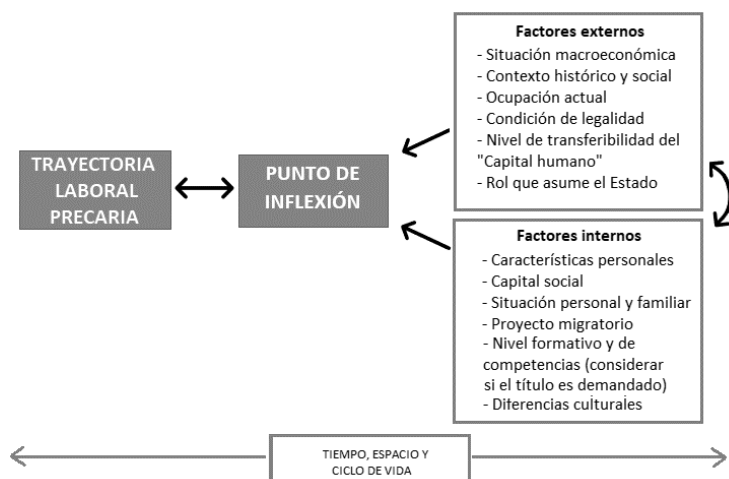 Factores externos
- Situación macroeconómica
- Contexto histórico y social
- Ocupación actual
- Condición de legalidad
- Nivel de transferibilidad del
"Capital humano"
- Rol que asume el Estado
TRAYECTORIA
LABORAL
PRECARIA
PUNTO DE
INFLEXIÓN
Factores internos
- Características personales
- Capital social
- Situación personal y familiar
- Proyecto migratorio
- Nivel formativo y de
competencias (considerar
si el título es demandado)
- Diferencias culturales
TIEMPO, ESPACIO Y
CICLO DE VIDA